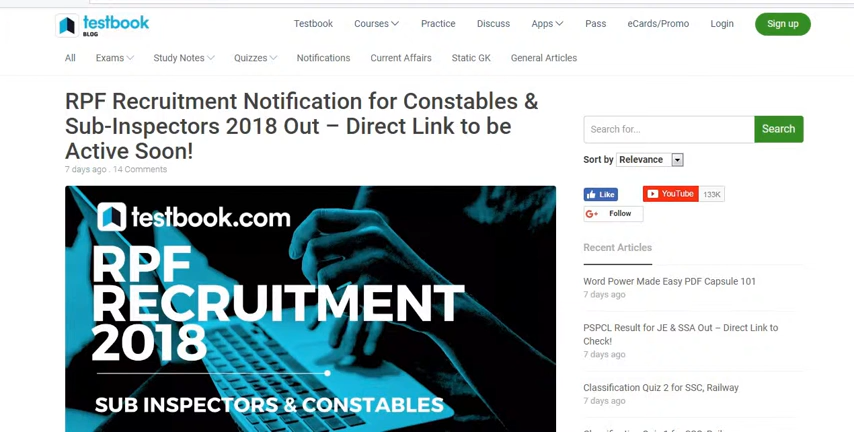 testbook
BLOG
Testbook Courses Practice Discuss Apps Pass eCards/Promo Login Sign up
All Exams Study Notes Quizzes Notifications Current Affairs Static GK General Articles
RPF Recruitment Notification for Constables &
Sub-Inspectors 2018 Out – Direct Link to be
Active Soon!
7 days ago . 14 Comments
testbook.com
RPF
RECRUITMENT
2018
SUB INSPECTORS & CONSTABLES
Search for... Search
Sort by Relevance
Like YouTube 133K
G+ Follow
Recent Articles
Word Power Made Easy PDF Capsule 101
7 days ago
PSPCL Result for JE & SSA Out – Direct Link to
Check!
7 days ago
Classification Quiz 2 for SSC, Railway
7 days ago